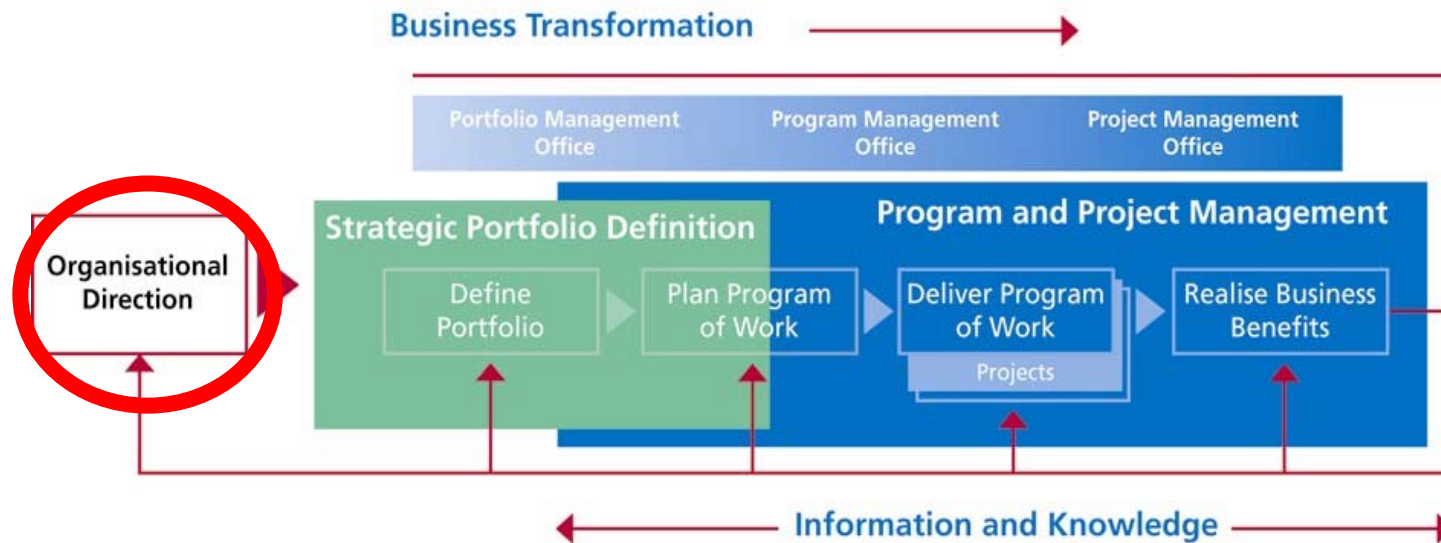 Business Transformation
Portfolio Management
Office
Program Management
Office
Project Management
Office
Organisational
Direction
Strategic Portfolio Definition
Program and Project Management
Define
Portfolio
Plan Program
of Work
Deliver Program
of Work
Projects
Realise Business
Benefits
Information and Knowledge